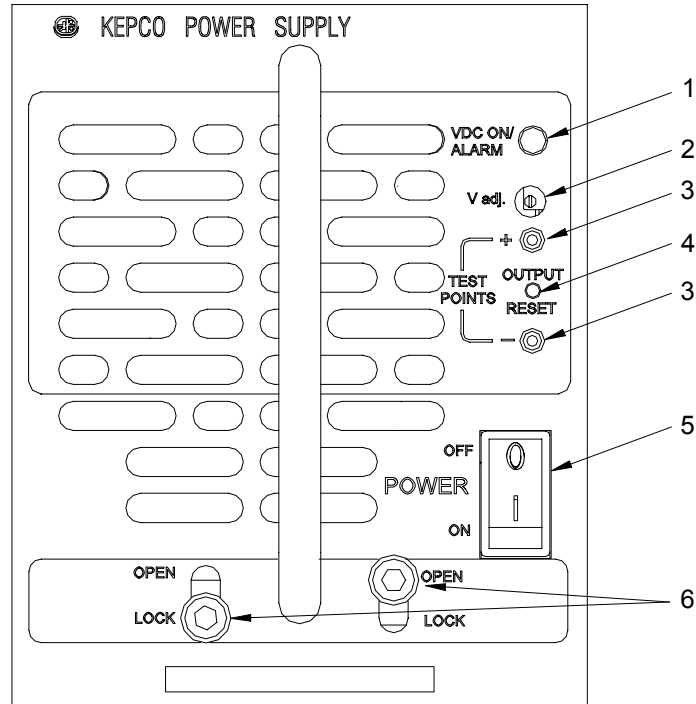 KEPCO POWER SUPPLY
1
VDC ON/
ALARM
2
V adj.
3
+
4
OUTPUT
TEST
POINTS
RESET
3
−
5
OFF
POWER
ON
OPEN
OPEN
LOCK
LOCK
6